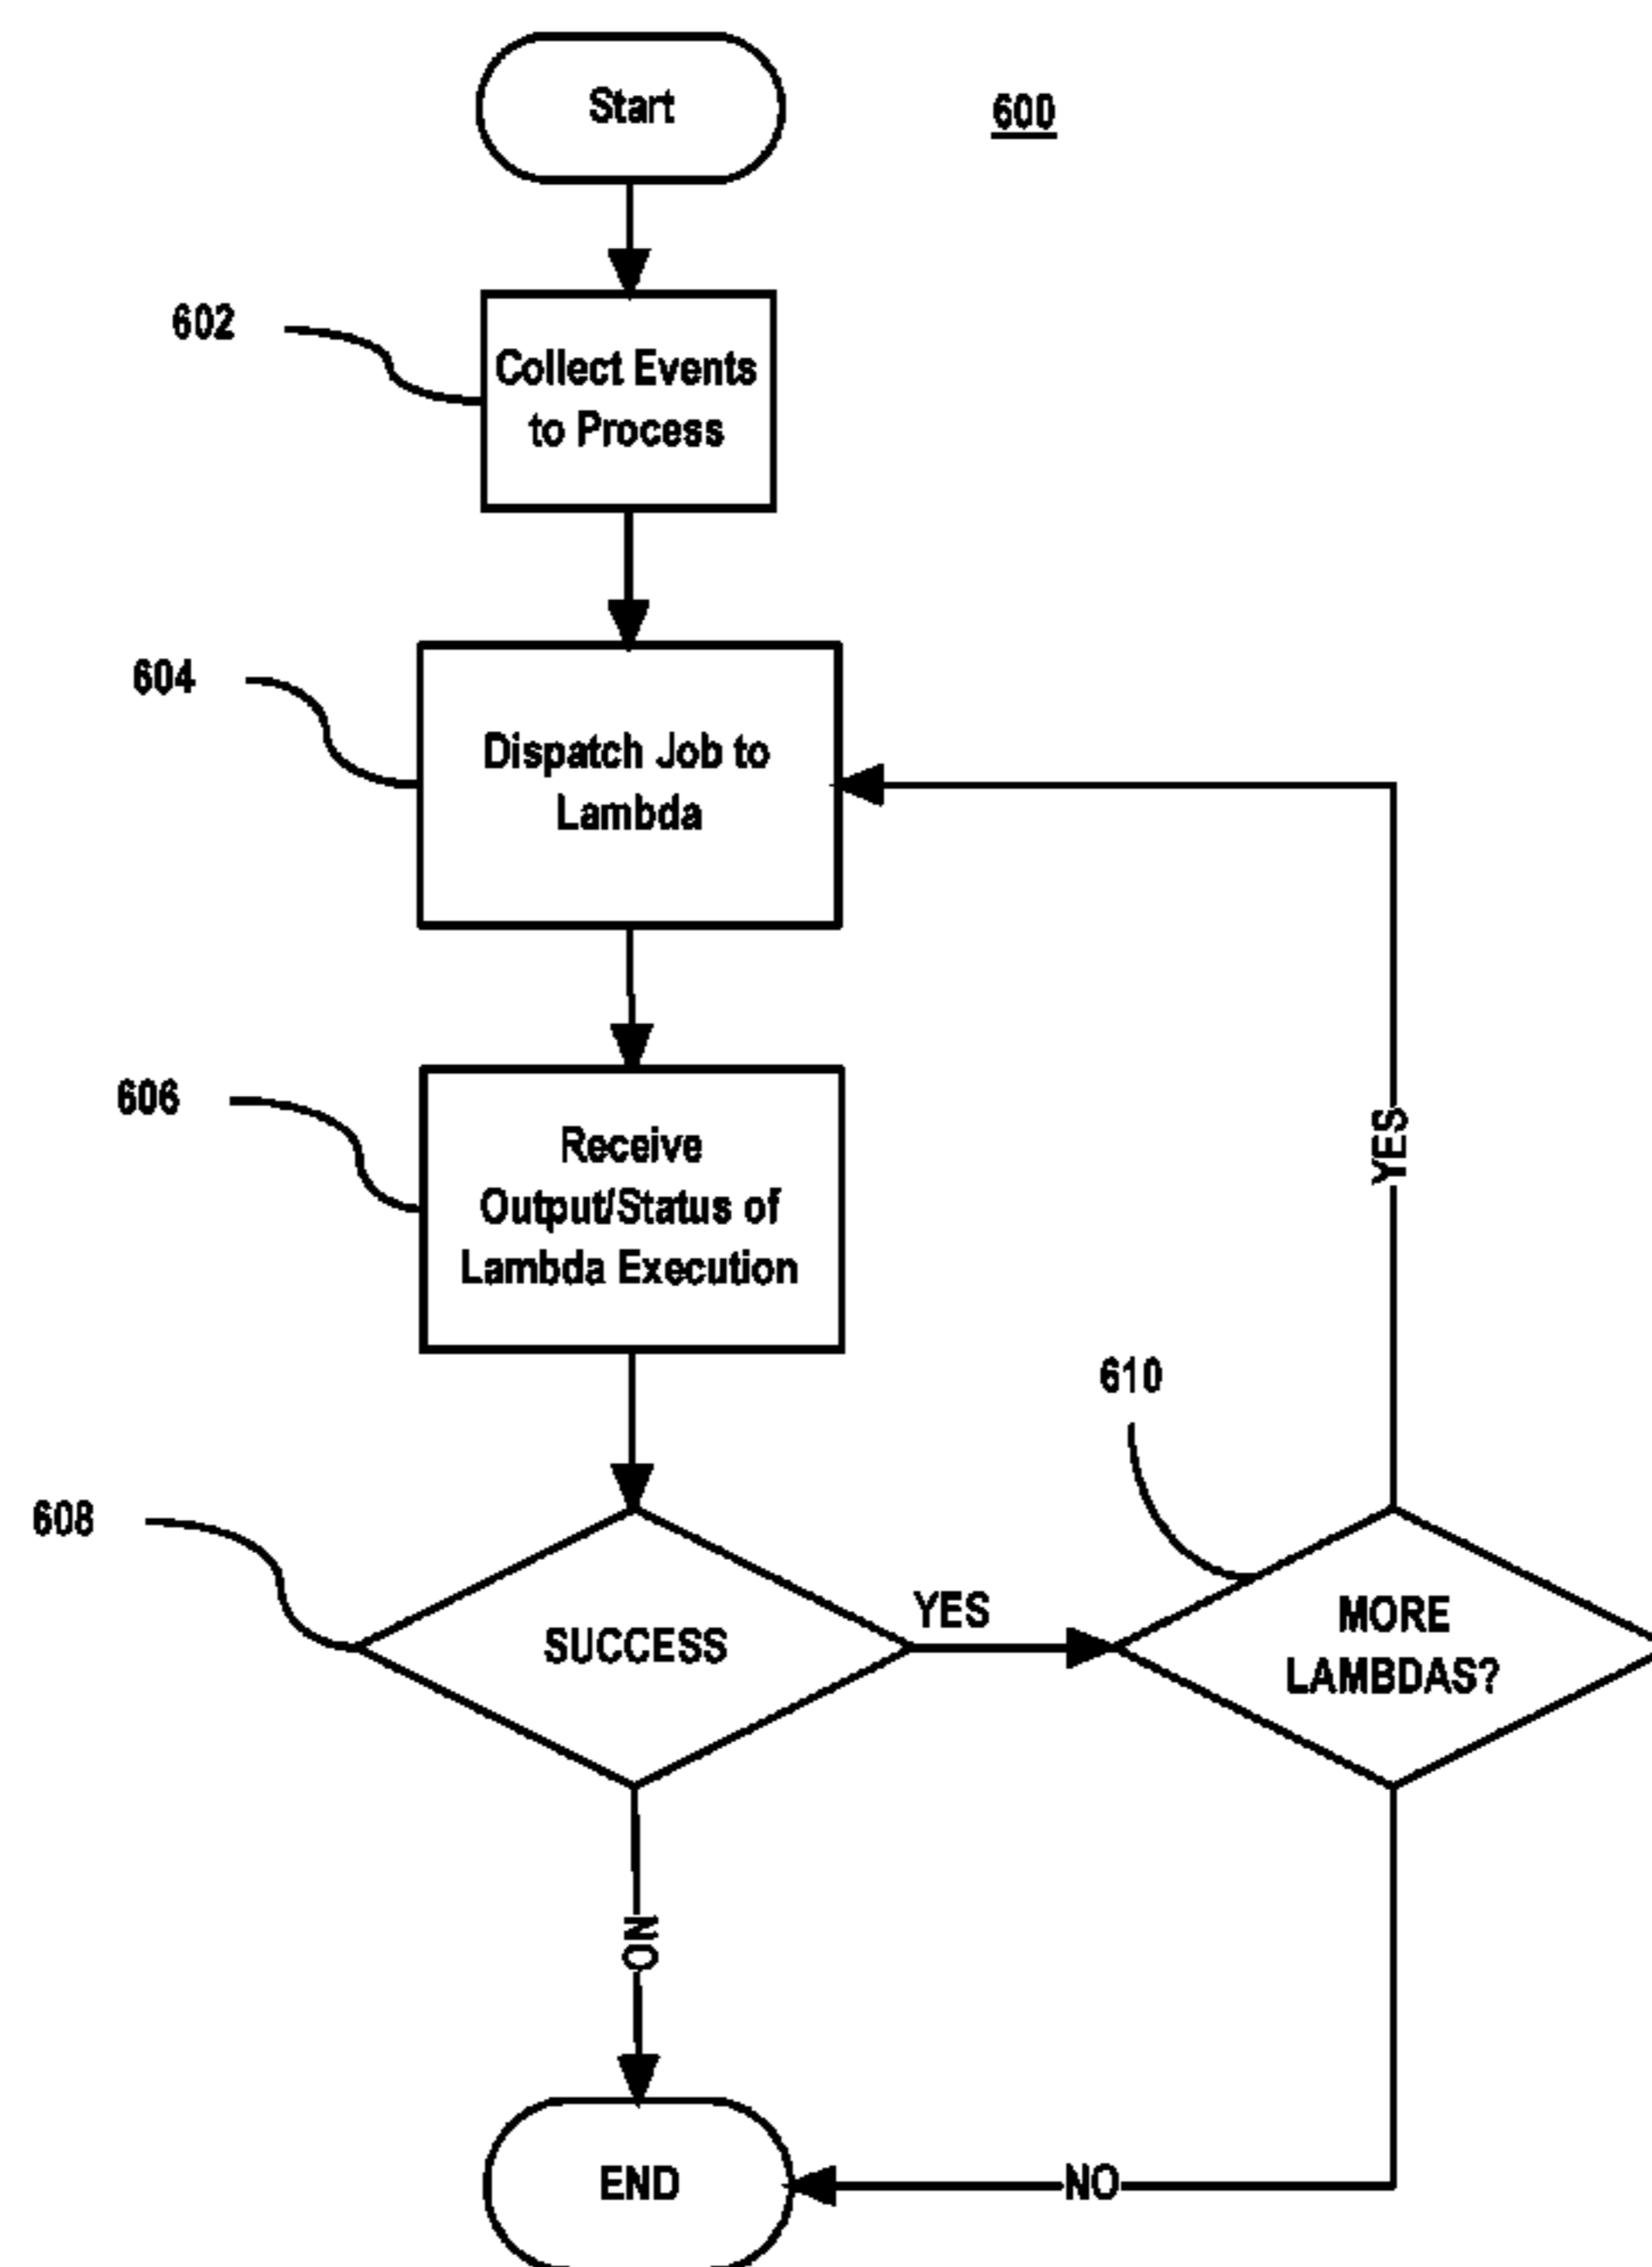 Start
600
602
Collect Events
to Process
604
Dispatch Job to
Lambda
606
Receive
Output/Status of
Lambda Execution
YES
610
608
SUCCESS
YES
MORE
LAMBDAS?
NO
END
NO